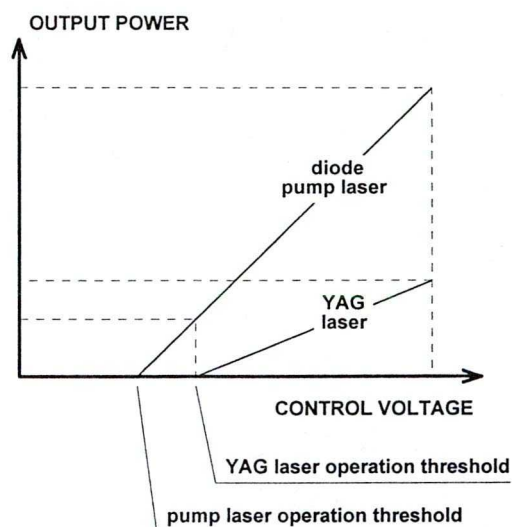 OUTPUT POWER
diode
pump laser
YAG
laser
CONTROL VOLTAGE
YAG laser operation threshold
pump laser operation threshold